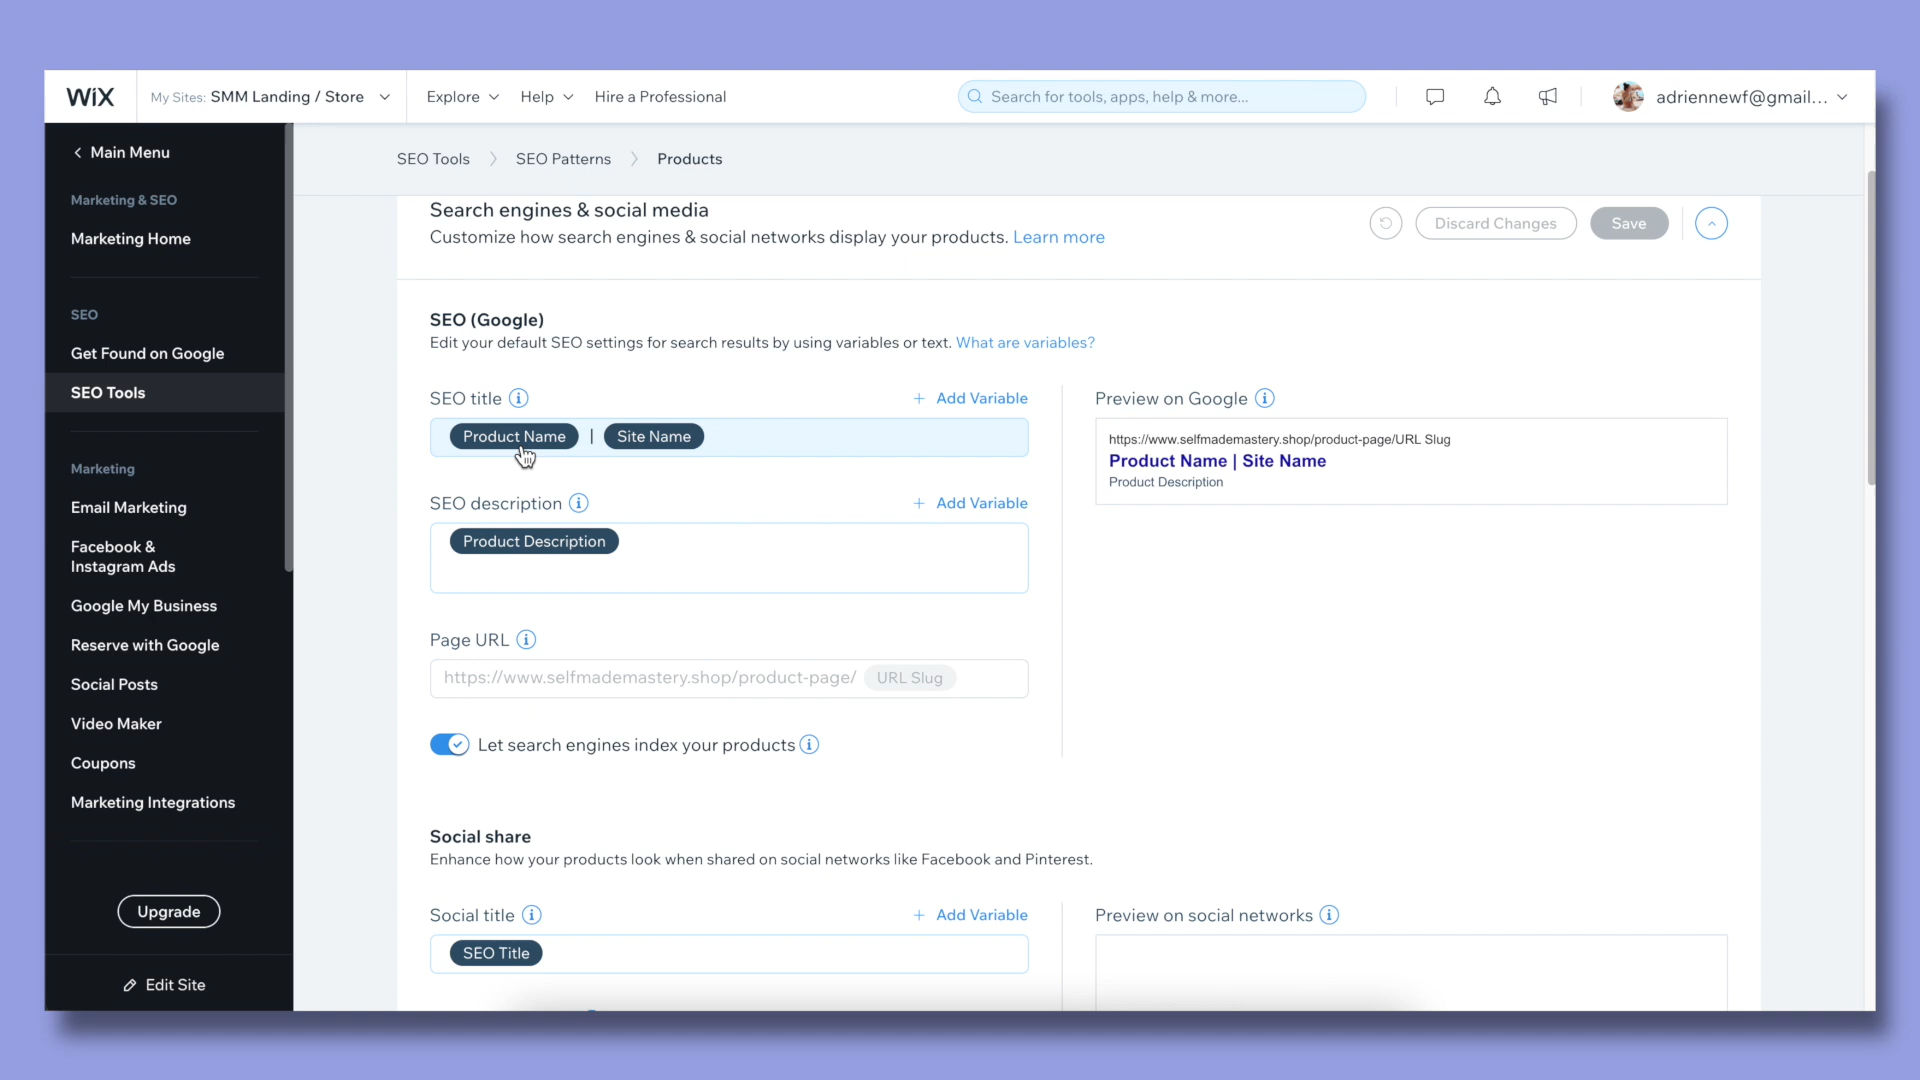 WiX
My Sites: SMM Landing / Store
Explore
Help
Hire a Professional
Search for tools, apps, help & more...
adriennewf@gmail...
Main Menu
Marketing & SEO
Marketing Home
SEO
Get Found on Google
SEO Tools
Marketing
Email Marketing
Facebook &
Instagram Ads
Google My Business
Reserve with Google
Social Posts
Video Maker
Coupons
Marketing Integrations
Upgrade
Edit Site
SEO Tools
SEO Patterns
Products
Search engines & social media
Customize how search engines & social networks display your products. Learn more
Discard Changes
Save
SEO (Google)
Edit your default SEO settings for search results by using variables or text. What are variables?
SEO title
+ Add Variable
Product Name | Site Name
SEO description
+ Add Variable
Product Description
Page URL
https://www.selfmademastery.shop/product-page/ URL Slug
Let search engines index your products
Preview on Google
https://www.selfmademastery.shop/product-page/URL Slug
Product Name | Site Name
Product Description
Social share
Enhance how your products look when shared on social networks like Facebook and Pinterest.
Social title
+ Add Variable
SEO Title
Preview on social networks